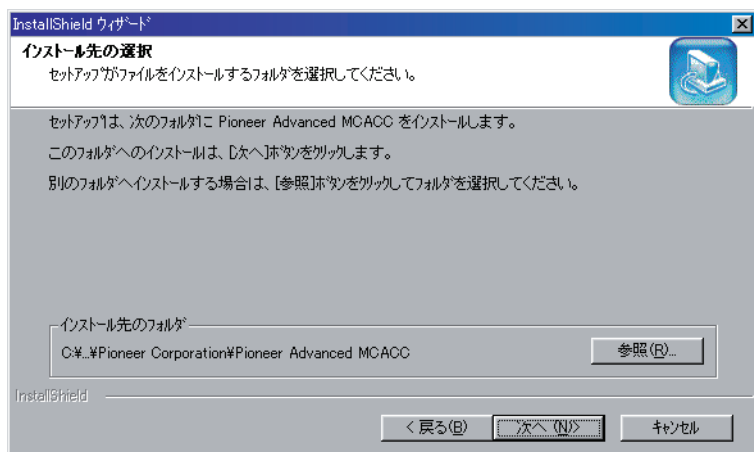 InstallShield ウィザード
インストール先の選択
セットアップがファイルをインストールするフォルダを選択してください。
セットアップは、次のフォルダに Pioneer Advanced MCACC をインストールします。
このフォルダへのインストールは、[次へ]ボタンをクリックします。
別のフォルダへインストールする場合は、[参照]ボタンをクリックしてフォルダを選択してください。
インストール先のフォルダ
C:¥...¥Pioneer Corporation¥Pioneer Advanced MCACC
参照(R)...
InstallShield
< 戻る(B)
次へ (N)>
キャンセル